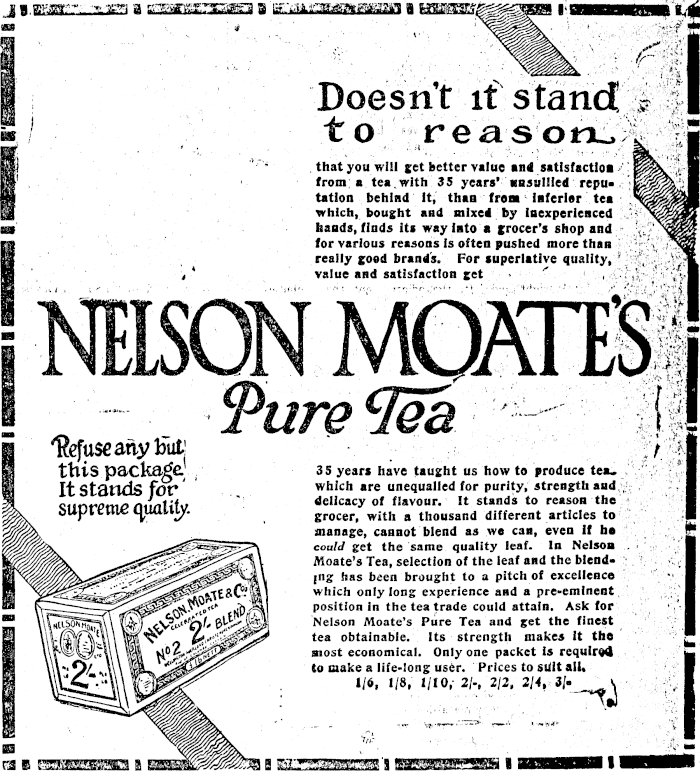 Doesn't it stand
to reason
that you will get better value and satisfaction
from a tea with 35 years' unsullied repu-
tation behind it, than from inferior tea
which, bought and mixed by inexperienced
hands, finds its way into a grocer's shop and
for various reasons is often pushed more than
really good brands. For superlative quality,
value and satisfaction get
NELSON MOATE'S
Pure Tea
Refuse any but
this package
It stands for
supreme quality.
NELSON MOATE
2/-
NELSON, MOATE & Co
CELEBRATED TEA
No 2 2/- BLEND
35 years have taught us how to produce tea
which are unequalled for purity, strength and
delicacy of flavour. It stands to reason the
grocer, with a thousand different articles to
manage, cannot blend as we can, even if he
could get the same quality leaf. In Nelson
Moate's Tea, selection of the leaf and the blend-
ing has been brought to a pitch of excellence
which only long experience and a pre-eminent
position in the tea trade could attain. Ask for
Nelson Moate's Pure Tea and get the finest
tea obtainable. Its strength makes it the
most economical. Only one packet is required
to make a life-long user. Prices to suit all.
1/6, 1/8, 1/10, 2/-, 2/2, 2/4, 3/-